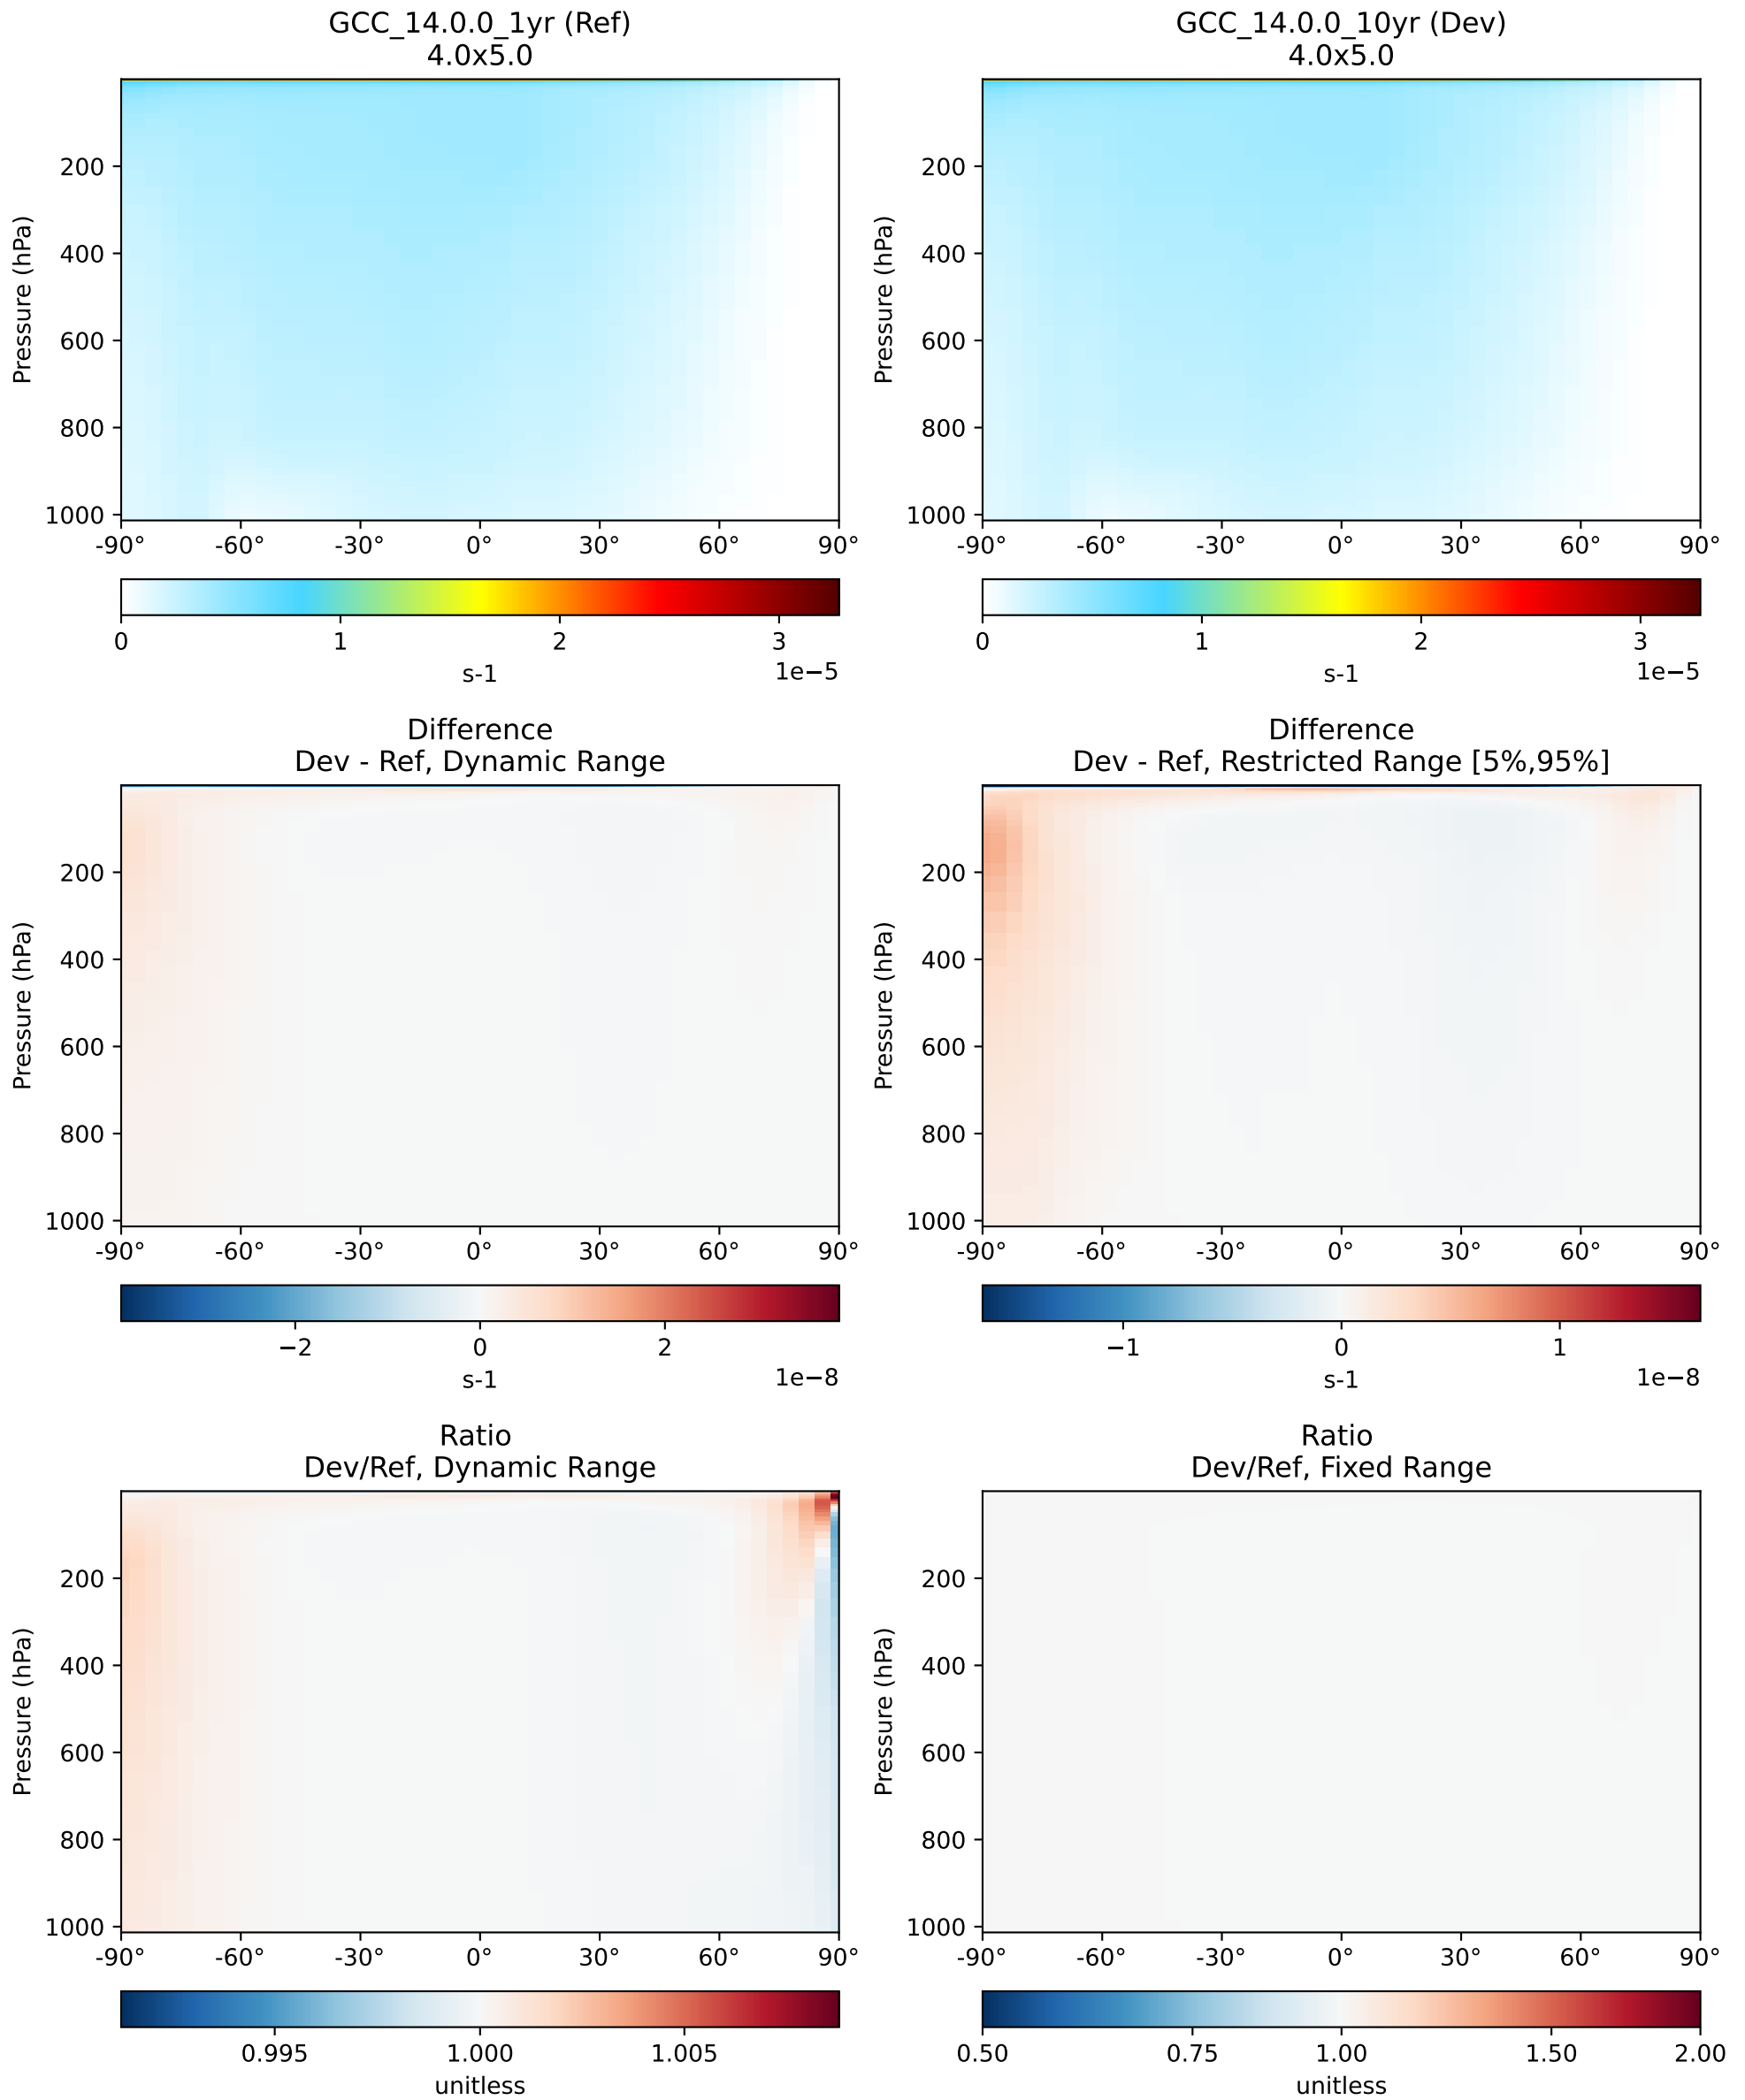 GCC_14.0.0_1yr (Ref)
4.0x5.0
Pressure (hPa)
200
400
600
800
1000
-90° -60° -30° 0° 30° 60° 90°
0 1 2 3
s-1 1e−5
GCC_14.0.0_10yr (Dev)
4.0x5.0
Pressure (hPa)
200
400
600
800
1000
-90° -60° -30° 0° 30° 60° 90°
0 1 2 3
s-1 1e−5
Difference
Dev - Ref, Dynamic Range
Pressure (hPa)
200
400
600
800
1000
-90° -60° -30° 0° 30° 60° 90°
−2 0 2
s-1 1e−8
Difference
Dev - Ref, Restricted Range [5%,95%]
Pressure (hPa)
200
400
600
800
1000
-90° -60° -30° 0° 30° 60° 90°
−1 0 1
s-1 1e−8
Ratio
Dev/Ref, Dynamic Range
Pressure (hPa)
200
400
600
800
1000
-90° -60° -30° 0° 30° 60° 90°
0.995 1.000 1.005
unitless
Ratio
Dev/Ref, Fixed Range
Pressure (hPa)
200
400
600
800
1000
-90° -60° -30° 0° 30° 60° 90°
0.50 0.75 1.00 1.50 2.00
unitless